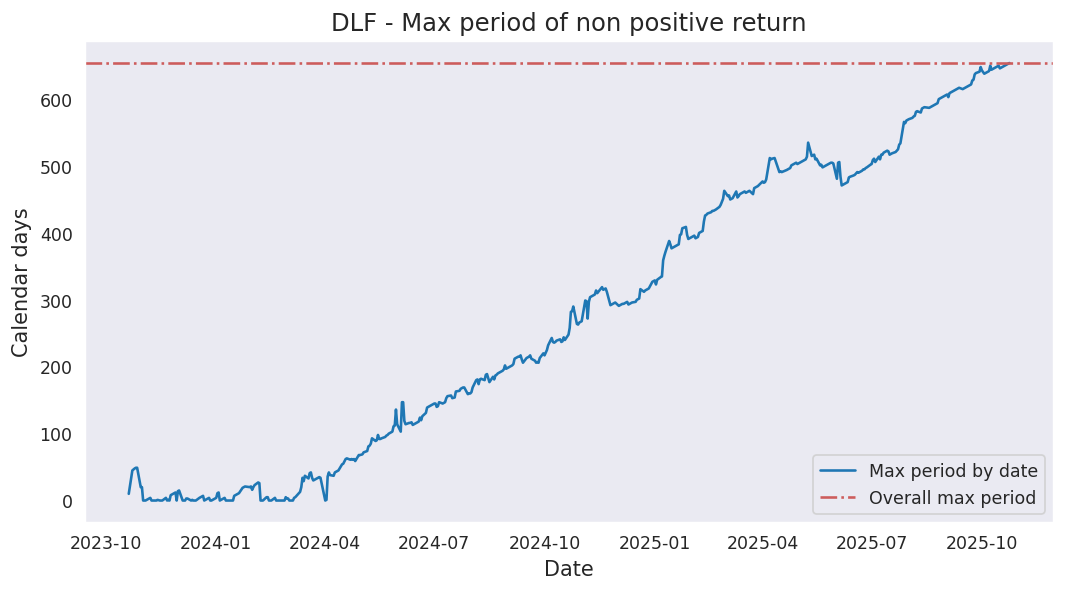 DLF - Max period of non positive return
Calendar days
600
500
400
300
200
100
0
2023-10 2024-01 2024-04 2024-07 2024-10 2025-01 2025-04 2025-07 2025-10
Date
Max period by date
Overall max period